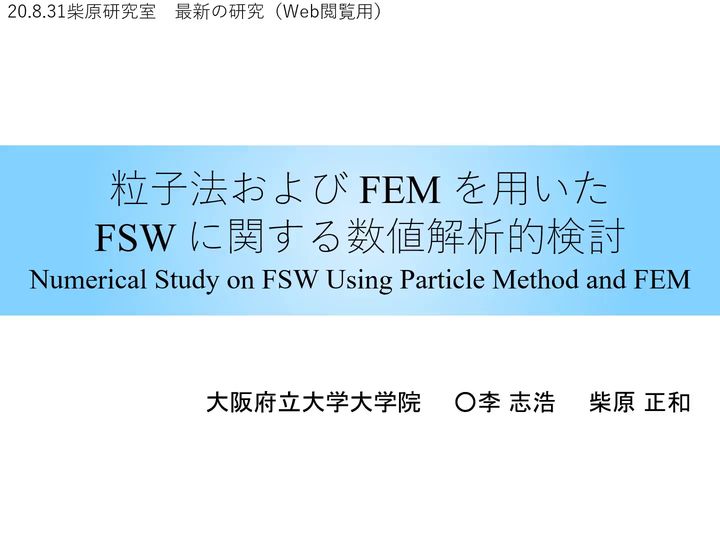 20.8.31柴原研究室　最新の研究（Web閲覧用）
粒子法および FEM を用いた
FSW に関する数値解析的検討
Numerical Study on FSW Using Particle Method and FEM
大阪府立大学大学院　〇李 志浩　柴原 正和